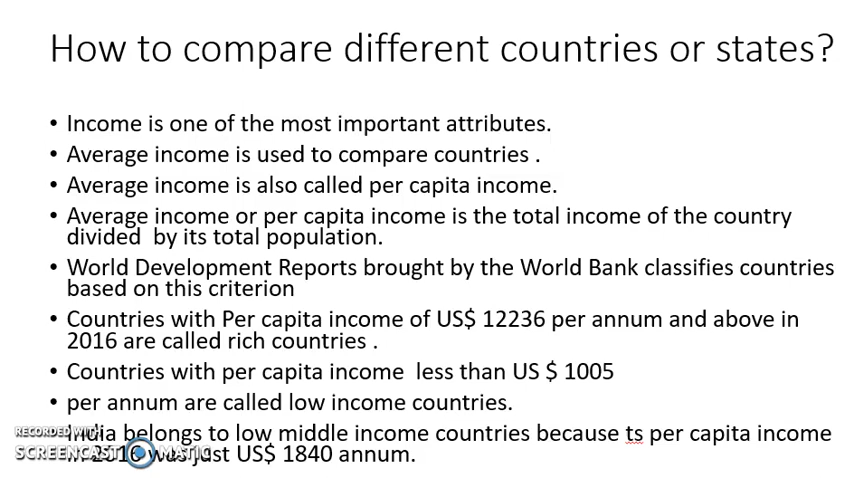 How to compare different countries or states?
• Income is one of the most important attributes.
• Average income is used to compare countries .
• Average income is also called per capita income.
• Average income or per capita income is the total income of the country
divided by its total population.
• World Development Reports brought by the World Bank classifies countries
based on this criterion
• Countries with Per capita income of US$ 12236 per annum and above in
2016 are called rich countries .
• Countries with per capita income less than US $ 1005
• per annum are called low income countries.
• India belongs to low middle income countries because ts per capita income
in 2016 was just US$ 1840 annum.
RECORDED WITH
SCREENCAST MATIC